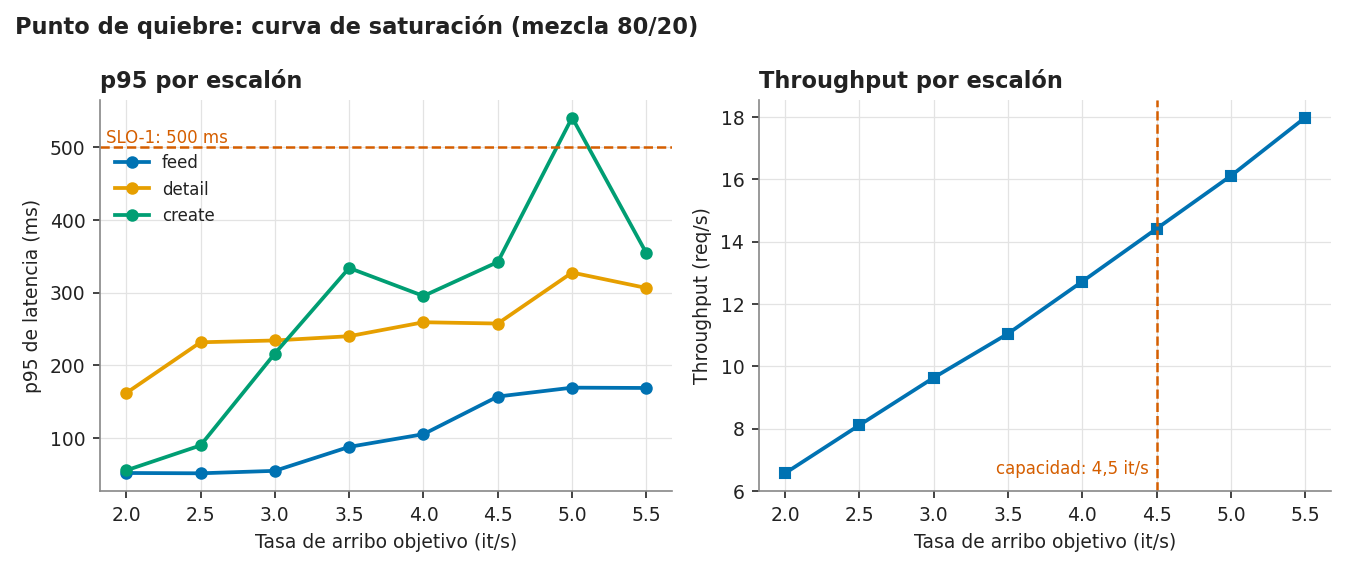 Punto de quiebre: curva de saturación (mezcla 80/20)
p95 por escalón
SLO-1: 500 ms
feed
detail
create
500
400
300
200
100
p95 de latencia (ms)
2.0 2.5 3.0 3.5 4.0 4.5 5.0 5.5
Tasa de arribo objetivo (it/s)
Throughput por escalón
18
16
14
12
10
8
6
Throughput (req/s)
capacidad: 4,5 it/s
2.0 2.5 3.0 3.5 4.0 4.5 5.0 5.5
Tasa de arribo objetivo (it/s)